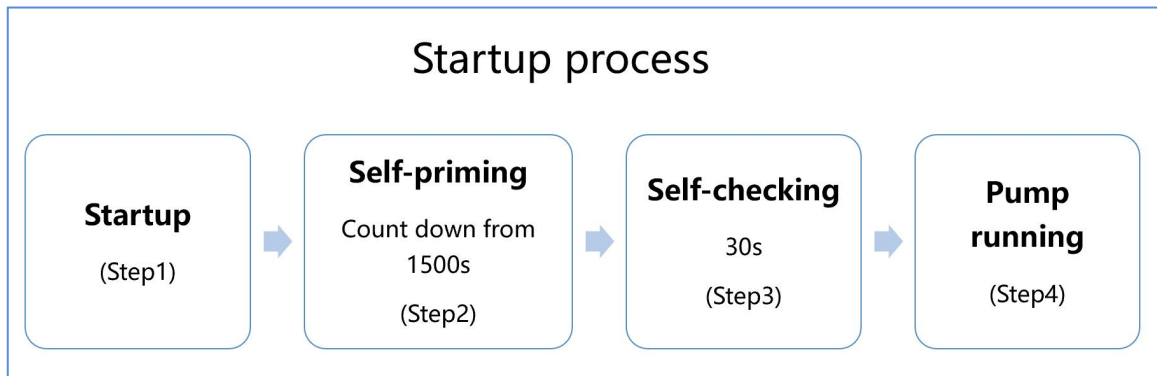 Startup process
Startup
(Step1)
Self-priming
Count down from
1500s
(Step2)
Self-checking
30s
(Step3)
Pump
running
(Step4)